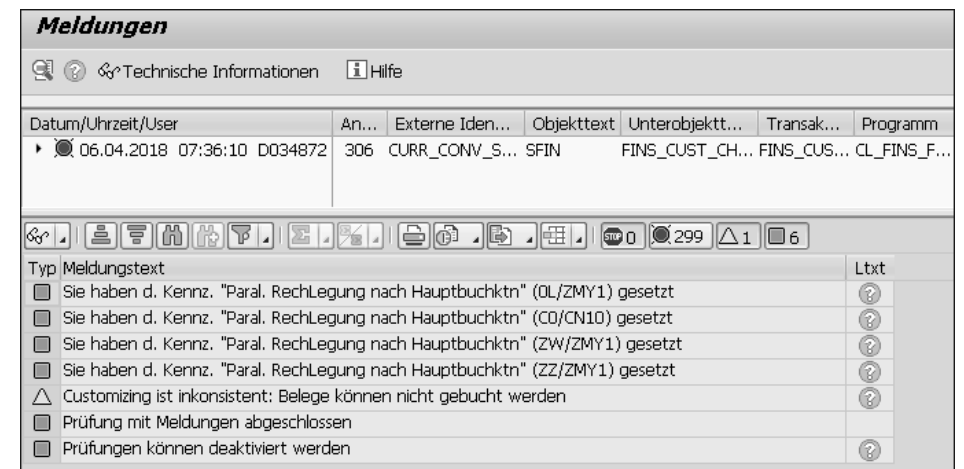 Meldungen
Technische Informationen Hilfe
Datum/Uhrzeit/User An... Externe Iden... Objekttext Unterobjektt... Transak... Programm
06.04.2018 07:36:10 D034872 306 CURR_CONV_S... SFIN FINS_CUST_CH... FINS_CUS... CL_FINS_F...
STOP 0 299 1 6
Typ Meldungstext Ltxt
Sie haben d. Kennz. "Paral. RechLegung nach Hauptbuchktn" (0L/ZMY1) gesetzt
Sie haben d. Kennz. "Paral. RechLegung nach Hauptbuchktn" (C0/CN10) gesetzt
Sie haben d. Kennz. "Paral. RechLegung nach Hauptbuchktn" (ZW/ZMY1) gesetzt
Sie haben d. Kennz. "Paral. RechLegung nach Hauptbuchktn" (ZZ/ZMY1) gesetzt
Customizing ist inkonsistent: Belege können nicht gebucht werden
Prüfung mit Meldungen abgeschlossen
Prüfungen können deaktiviert werden